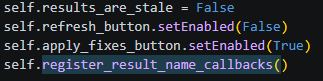 self.results_are_stale = False
self.refresh_button.setEnabled(False)
self.apply_fixes_button.setEnabled(True)
self.register_result_name_callbacks()